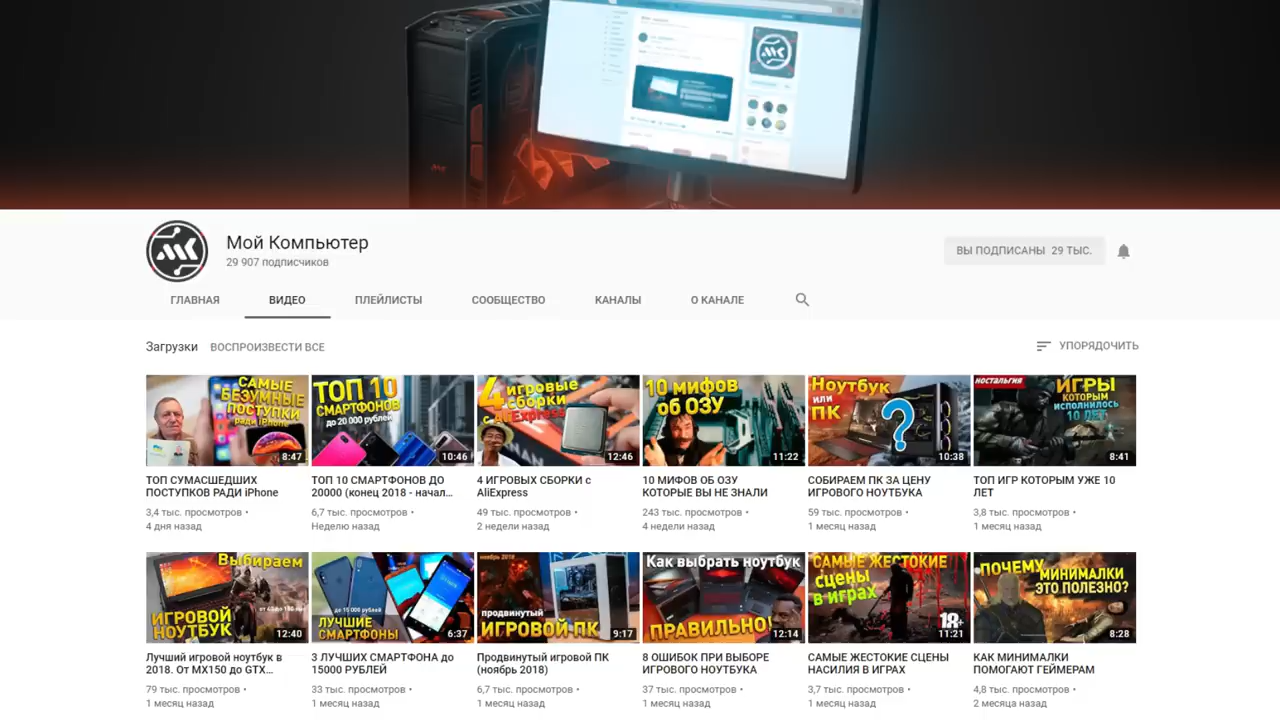 Мой Компьютер
29 907 подписчиков
ВЫ ПОДПИСАНЫ 29 ТЫС.
ГЛАВНАЯ ВИДЕО ПЛЕЙЛИСТЫ СООБЩЕСТВО КАНАЛЫ О КАНАЛЕ
Загрузки ВОСПРОИЗВЕСТИ ВСЕ УПОРЯДОЧИТЬ
САМЫЕ
БЕЗУМНЫЕ
ПОСТУПКИ
ради iPhone
8:47
ТОП 10
СМАРТФОНОВ
до 20 000 рублей
10:46
4 игровые
сборки
с AliExpress
12:46
10 мифов
об ОЗУ
11:22
Ноутбук
или
ПК
?
10:38
НОСТАЛЬГИЯ
ИГРЫ
КОТОРЫМ
ИСПОЛНИЛОСЬ
10 ЛЕТ
8:41
ТОП СУМАСШЕДШИХ
ПОСТУПКОВ РАДИ iPhone
3,4 тыс. просмотров •
4 дня назад
ТОП 10 СМАРТФОНОВ ДО
20000 (конец 2018 - начал...
6,7 тыс. просмотров •
Неделю назад
4 ИГРОВЫХ СБОРКИ с
AliExpress
49 тыс. просмотров •
2 недели назад
10 МИФОВ ОБ ОЗУ
КОТОРЫЕ ВЫ НЕ ЗНАЛИ
243 тыс. просмотров •
4 недели назад
СОБИРАЕМ ПК ЗА ЦЕНУ
ИГРОВОГО НОУТБУКА
59 тыс. просмотров •
1 месяц назад
ТОП ИГР КОТОРЫМ УЖЕ 10
ЛЕТ
3,8 тыс. просмотров •
1 месяц назад
Выбираем
ИГРОВОЙ
НОУТБУК
12:40
до 15 000 рублей
ЛУЧШИЕ
СМАРТФОНЫ
6:37
ноябрь 2018
продвинутый
ИГРОВОЙ ПК
9:17
Как выбрать ноутбук
ПРАВИЛЬНО!
12:14
САМЫЕ ЖЕСТОКИЕ
сцены
в играх
18+
11:21
ПОЧЕМУ
МИНИМАЛКИ
ЭТО ПОЛЕЗНО?
8:28
Лучший игровой ноутбук в
2018. От MX150 до GTX...
79 тыс. просмотров •
1 месяц назад
3 ЛУЧШИХ СМАРТФОНА до
15000 РУБЛЕЙ
33 тыс. просмотров •
1 месяц назад
Продвинутый игровой ПК
(ноябрь 2018)
6,7 тыс. просмотров •
1 месяц назад
8 ОШИБОК ПРИ ВЫБОРЕ
ИГРОВОГО НОУТБУКА
37 тыс. просмотров •
1 месяц назад
САМЫЕ ЖЕСТОКИЕ СЦЕНЫ
НАСИЛИЯ В ИГРАХ
3,7 тыс. просмотров •
1 месяц назад
КАК МИНИМАЛКИ
ПОМОГАЮТ ГЕЙМЕРАМ
4,8 тыс. просмотров •
2 месяца назад